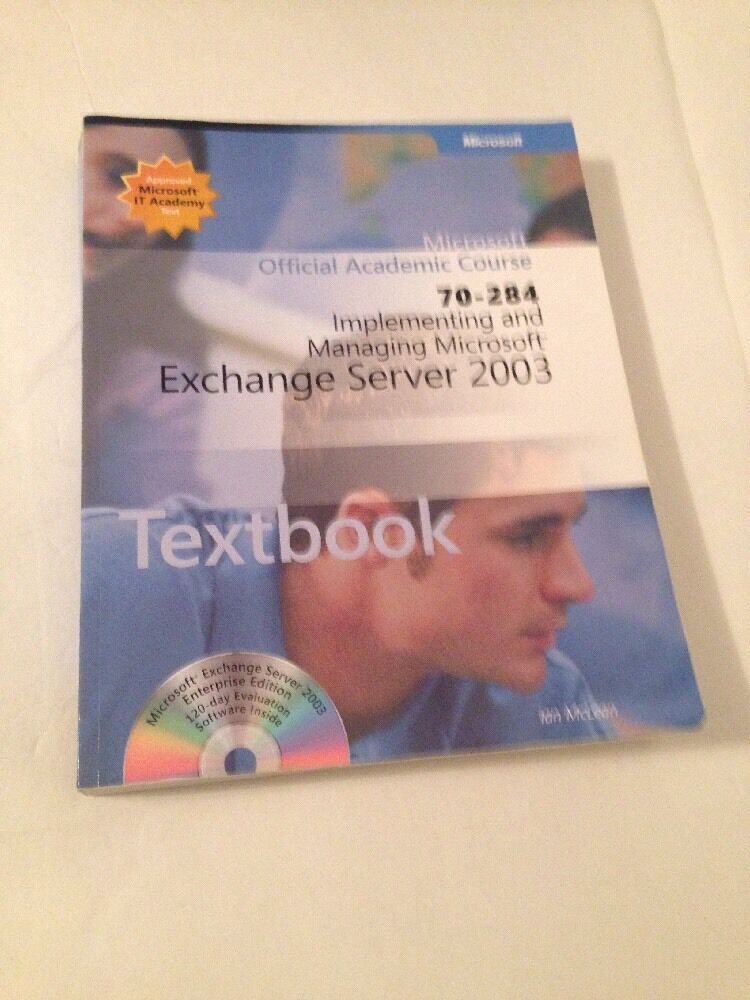 Microsoft
Approved
Microsoft
IT Academy
Text
Microsoft
Official Academic Course
70-284
Implementing and
Managing Microsoft
Exchange Server 2003
Textbook
Microsoft® Exchange Server 2003
Enterprise Edition
120-day Evaluation
Software Inside
Ian McLean